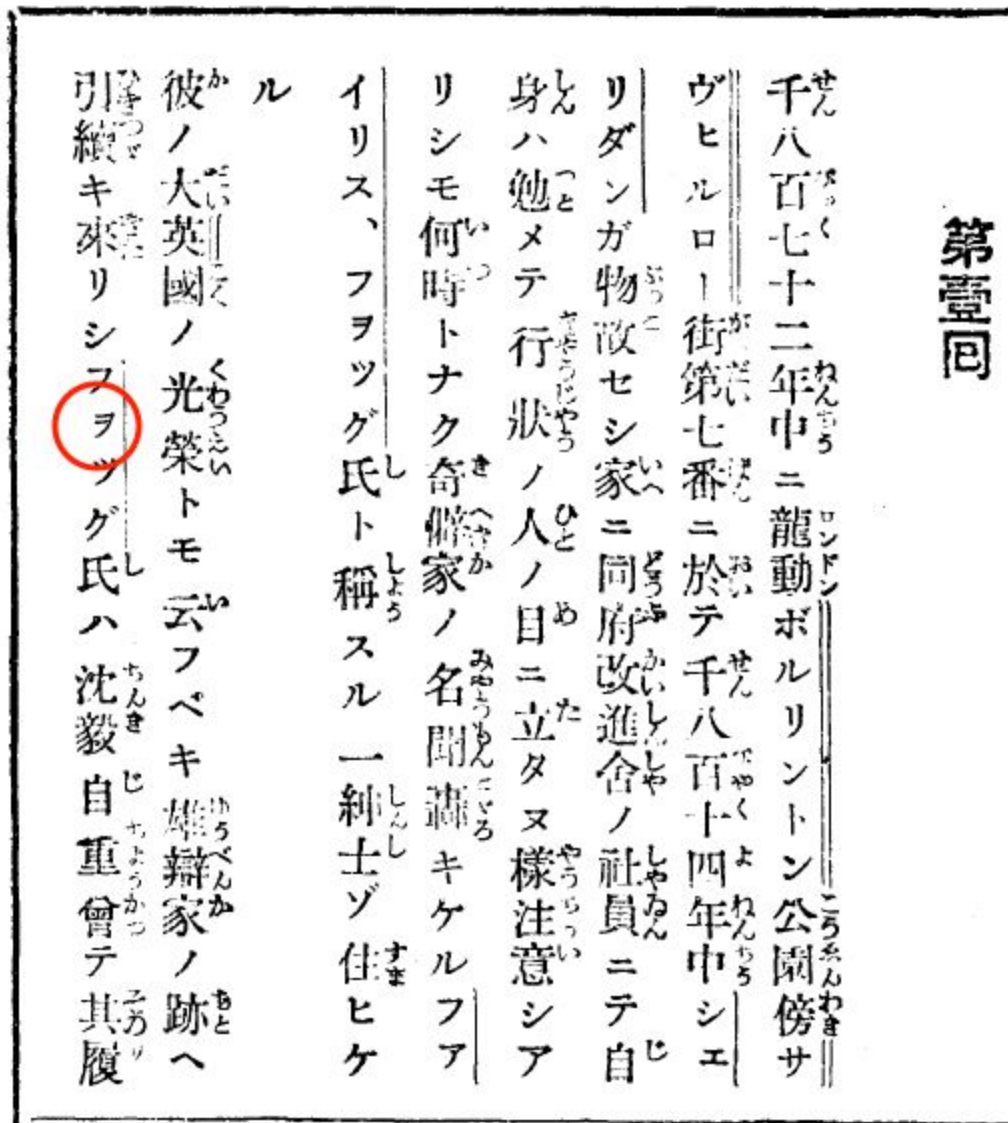 第壹囘
千八百七十二年中ニ龍動ボルリントン公園傍サ
ヴヒルロー街第七番ニ於テ千八百十四年中シエ
リダンガ物故セシ家ニ同府改進舍ノ社員ニテ自
身ハ勉メテ行狀ノ人ノ目ニ立タヌ樣注意シア
リシモ何時トナク奇僻家ノ名聞轟キケルフア
イリス、フヲッグ氏ト稱スル一紳士ゾ住ヒケ
ル
彼ノ大英國ノ光榮トモ云フベキ雄辯家ノ跡ヘ
引續キ來リシフヲツグ氏ハ沈毅自重曾テ其履